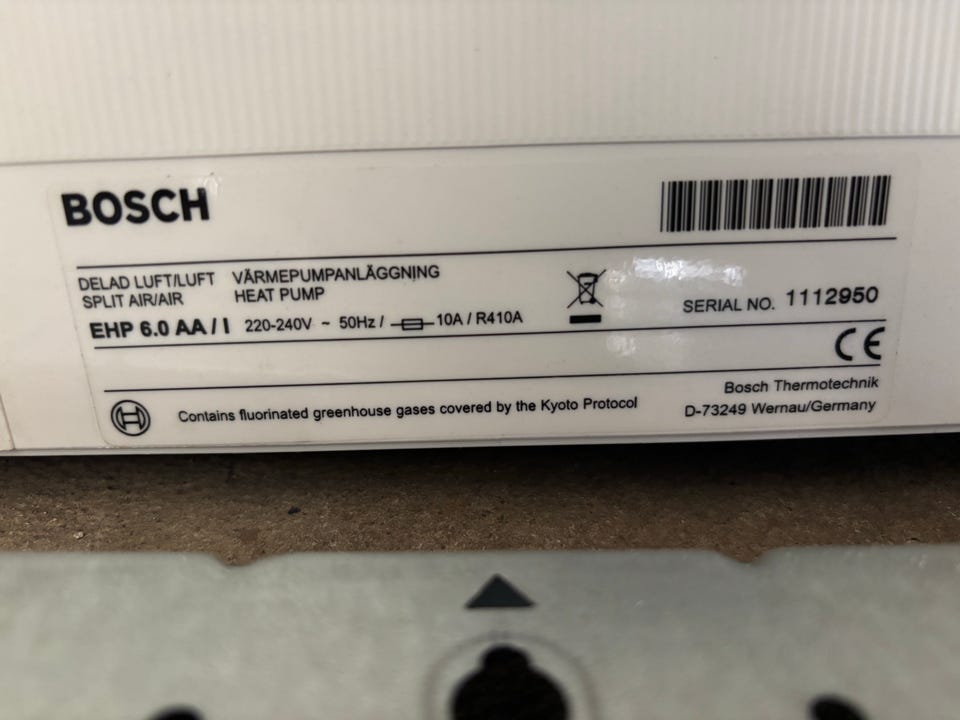 BOSCH
DELAD LUFT/LUFT VÄRMEPUMPANLÄGGNING
SPLIT AIR/AIR HEAT PUMP
EHP 6.0 AA / I 220-240V ~ 50Hz / 10A / R410A
SERIAL NO. 1112950
CE
Contains fluorinated greenhouse gases covered by the Kyoto Protocol
Bosch Thermotechnik
D-73249 Wernau/Germany